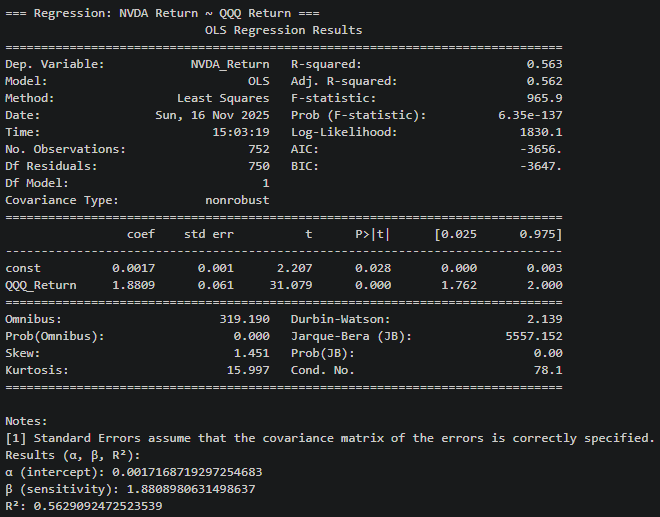 === Regression: NVDA Return ~ QQQ Return ===
                            OLS Regression Results
==============================================================================
Dep. Variable:            NVDA_Return   R-squared:                       0.563
Model:                            OLS   Adj. R-squared:                  0.562
Method:                 Least Squares   F-statistic:                     965.9
Date:                Sun, 16 Nov 2025   Prob (F-statistic):          6.35e-137
Time:                        15:03:19   Log-Likelihood:                 1830.1
No. Observations:                 752   AIC:                            -3656.
Df Residuals:                     750   BIC:                            -3647.
Df Model:                           1
Covariance Type:            nonrobust
==============================================================================
                 coef    std err          t      P>|t|      [0.025      0.975]
------------------------------------------------------------------------------
const          0.0017      0.001      2.207      0.028       0.000       0.003
QQQ_Return     1.8809      0.061     31.079      0.000       1.762       2.000
==============================================================================
Omnibus:                      319.190   Durbin-Watson:                   2.139
Prob(Omnibus):                  0.000   Jarque-Bera (JB):             5557.152
Skew:                           1.451   Prob(JB):                         0.00
Kurtosis:                      15.997   Cond. No.                         78.1
==============================================================================

Notes:
[1] Standard Errors assume that the covariance matrix of the errors is correctly specified.
Results (α, β, R²):
α (intercept): 0.0017168719297254683
β (sensitivity): 1.8808980631498637
R²: 0.5629092472523539